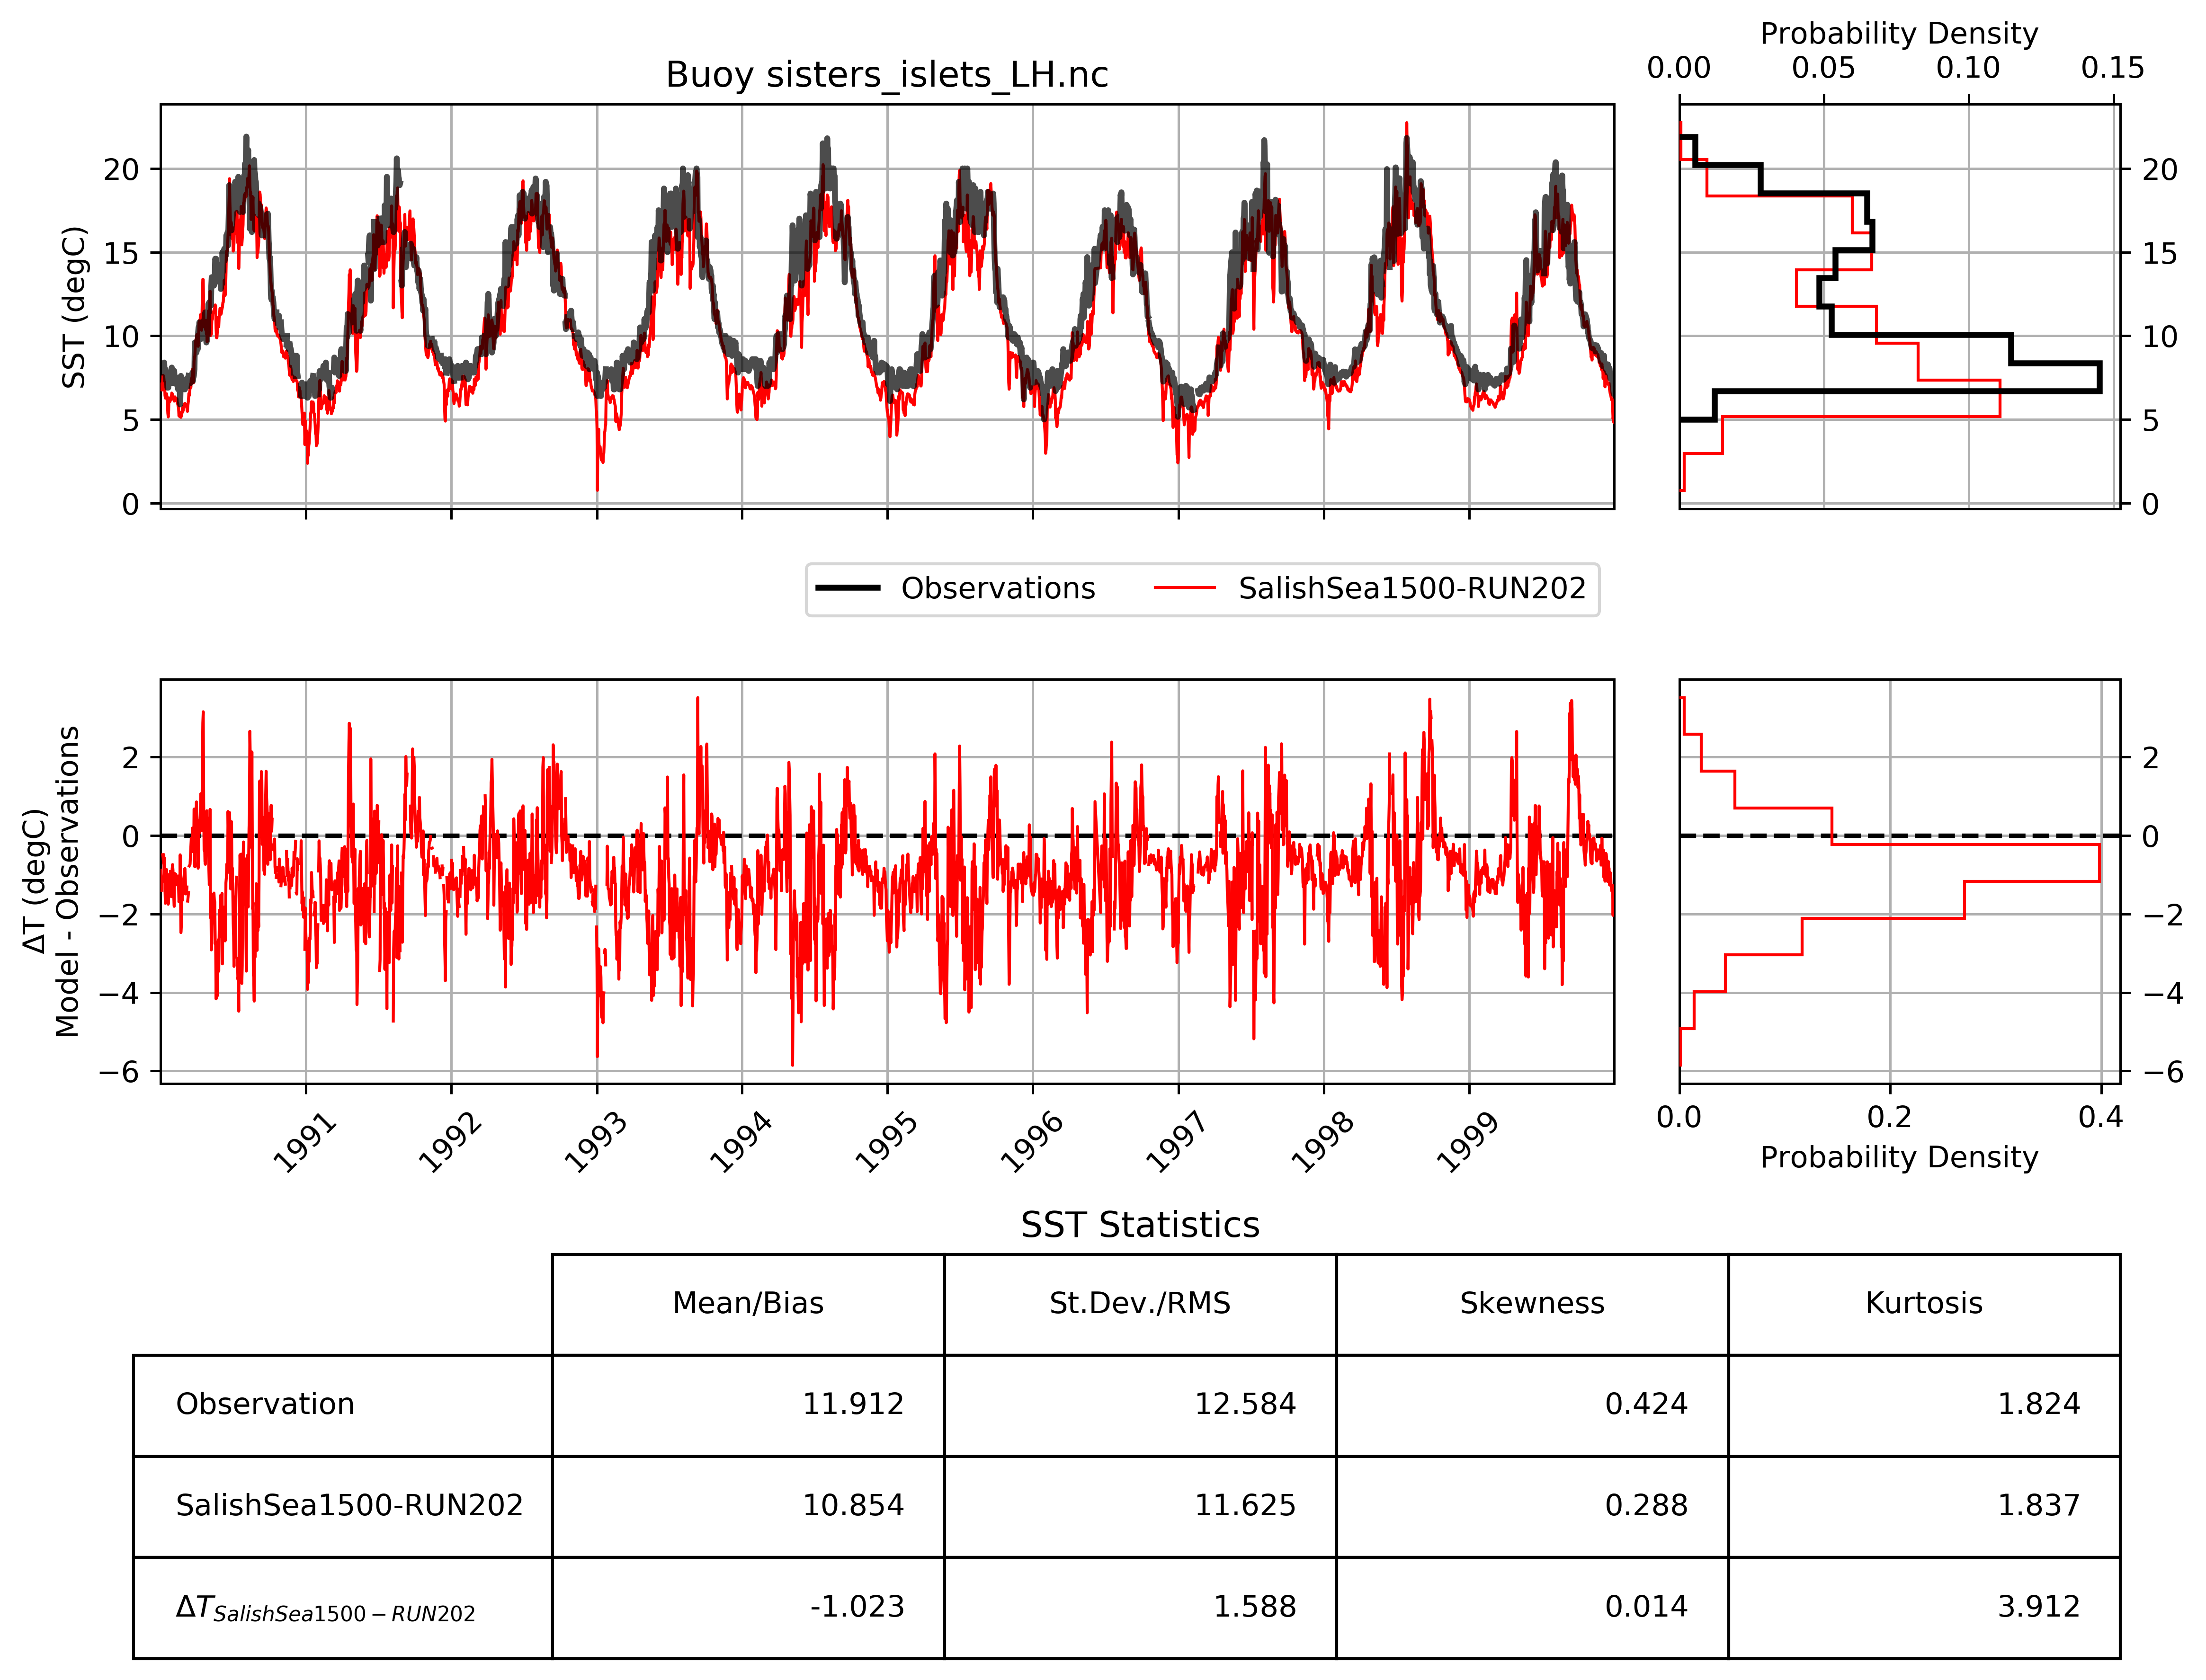 Probability Density
0.00 0.05 0.10 0.15
Buoy sisters_islets_LH.nc
SST (degC)
20
15
10
5
0
20
15
10
5
0
Observations SalishSea1500-RUN202
ΔT (degC)
Model - Observations
2
0
−2
−4
−6
2
0
−2
−4
−6
1991 1992 1993 1994 1995 1996 1997 1998 1999
0.0 0.2 0.4
Probability Density
SST Statistics
Mean/Bias St.Dev./RMS Skewness Kurtosis
Observation 11.912 12.584 0.424 1.824
SalishSea1500-RUN202 10.854 11.625 0.288 1.837
ΔT SalishSea1500−RUN202 -1.023 1.588 0.014 3.912